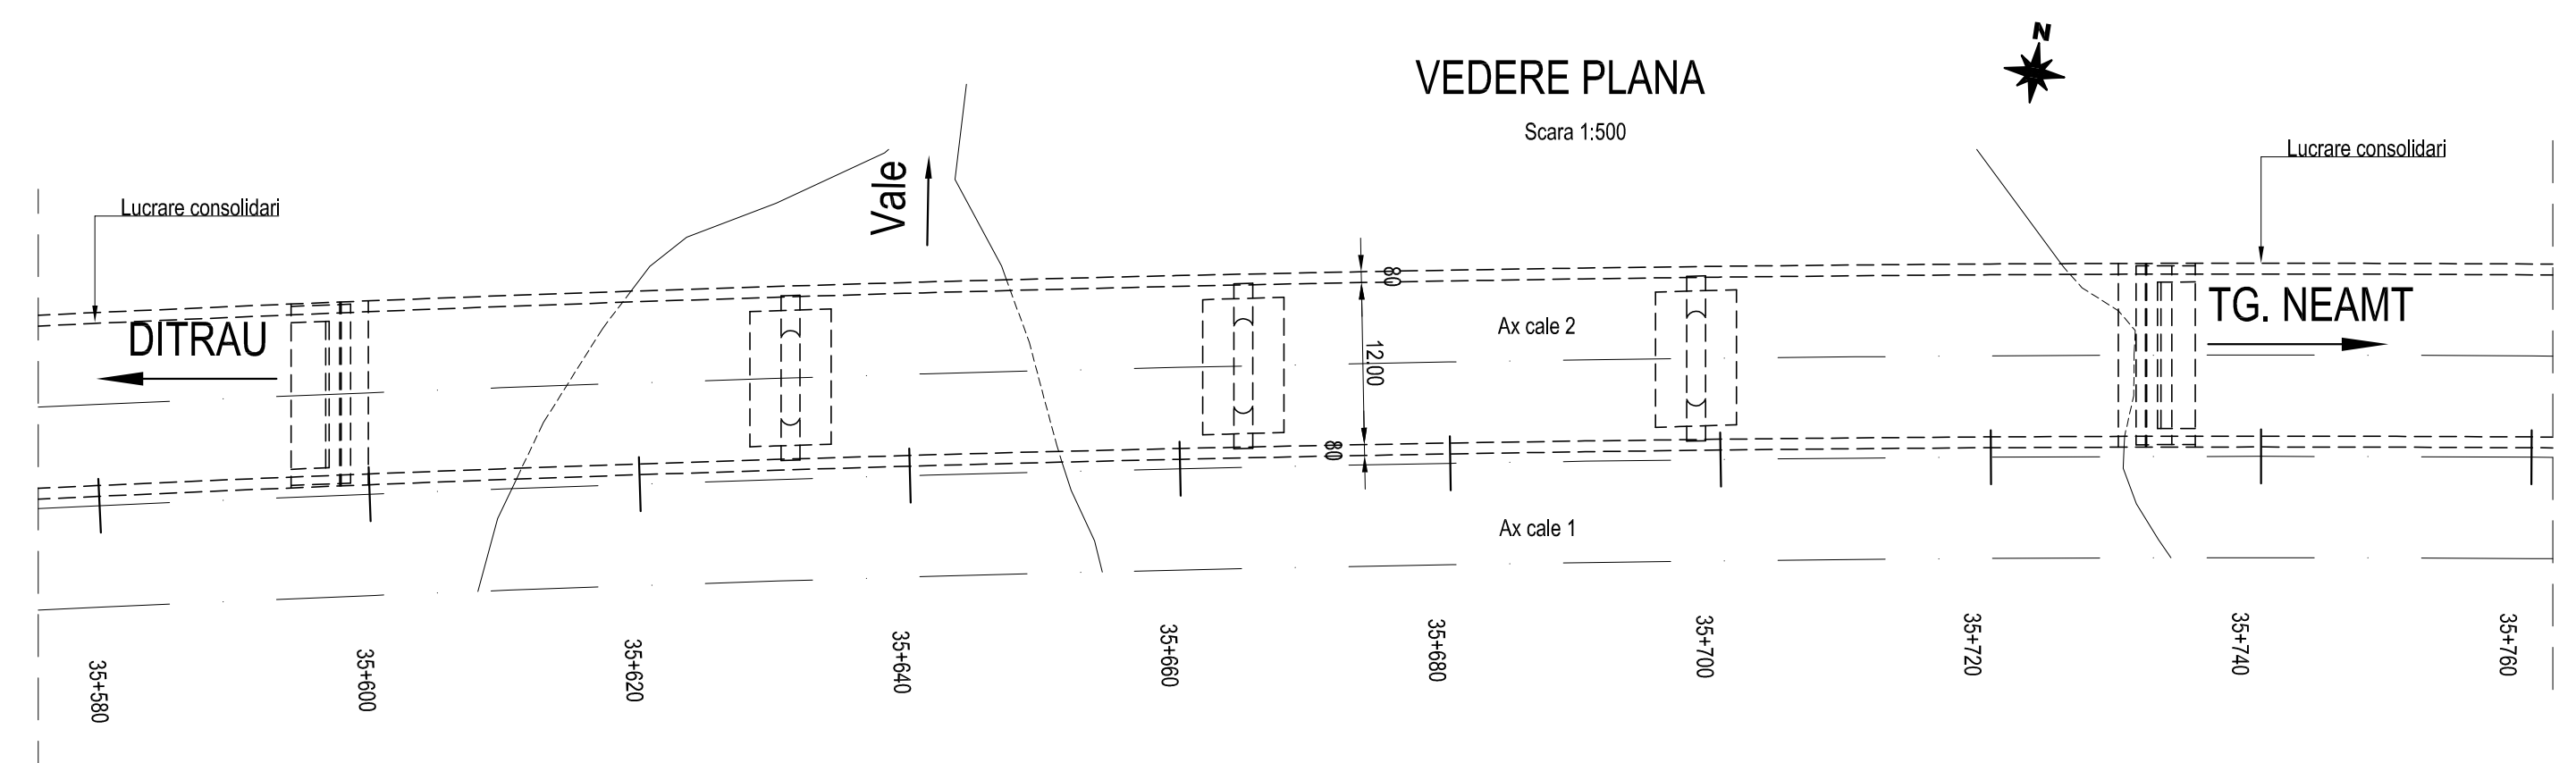 N
VEDERE PLANA
Scara 1:500
Lucrare consolidari
Lucrare consolidari
Vale
80
DITRAU
TG. NEAMT
Ax cale 2
12.00
80
Ax cale 1
35+580
35+600
35+620
35+640
35+660
35+680
35+700
35+720
35+740
35+760